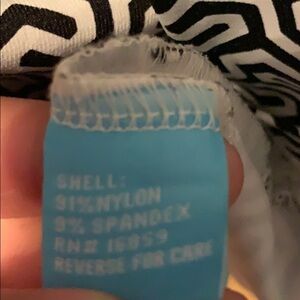 SHELL:
91% NYLON
9% SPANDEX
RN# 16859
REVERSE FOR CARE